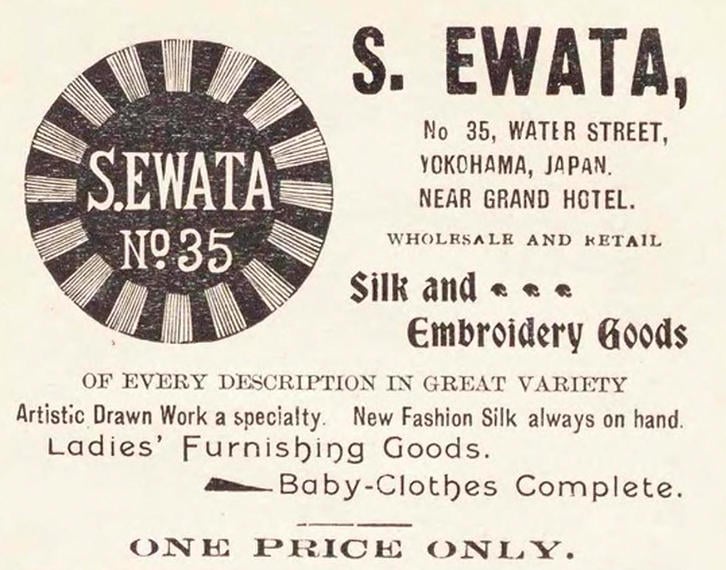 S. EWATA,
S.EWATA
No 35
No 35, WATER STREET,
YOKOHAMA, JAPAN.
NEAR GRAND HOTEL.
WHOLESALE AND RETAIL
Silk and
Embroidery Goods
OF EVERY DESCRIPTION IN GREAT VARIETY
Artistic Drawn Work a specialty. New Fashion Silk always on hand.
Ladies' Furnishing Goods.
Baby-Clothes Complete.
ONE PRICE ONLY.